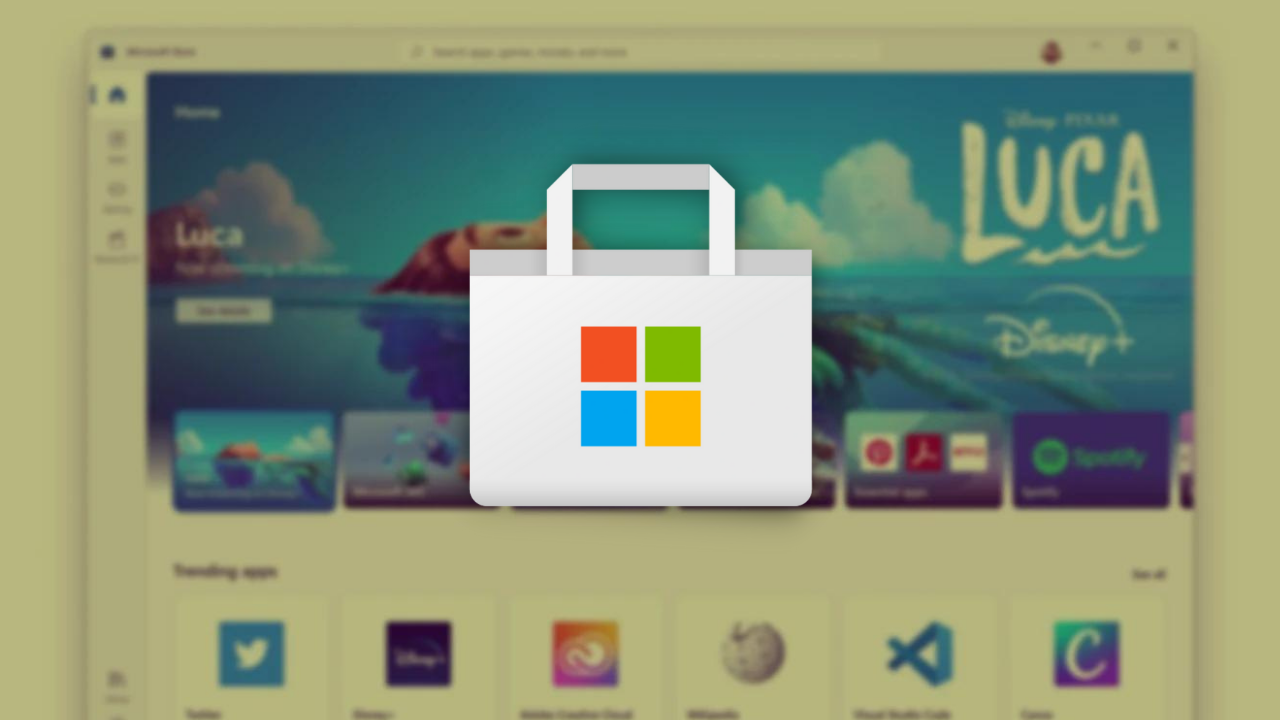 Microsoft Store
Search apps, games, movies, and more
Home
Disney PIXAR
LUCA
Luca
Now streaming on Disney+
See details
Disney+
Essential apps
Spotify
Spotify
Trending apps
See all
Disney+
Twitter
Disney+
Adobe Creative Cloud
Wikipedia
Visual Studio Code
Canva